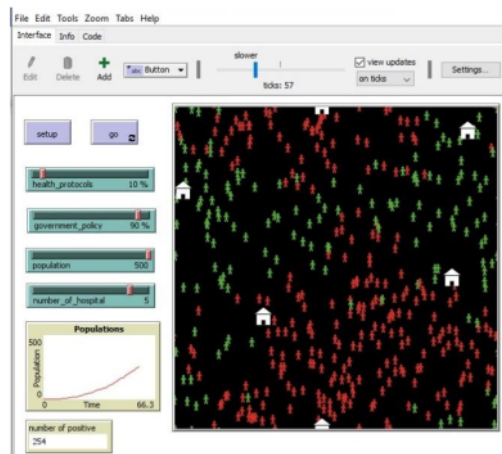 File Edit Tools Zoom Tabs Help
Interface Info Code
slower
Edit Delete Add abc Button view updates on ticks Settings...
ticks: 57
setup go
health_protocols 10 %
government_policy 90 %
population 500
number_of_hospital 5
Populations
500
Population
0
0 Time 66.3
number of positive
254